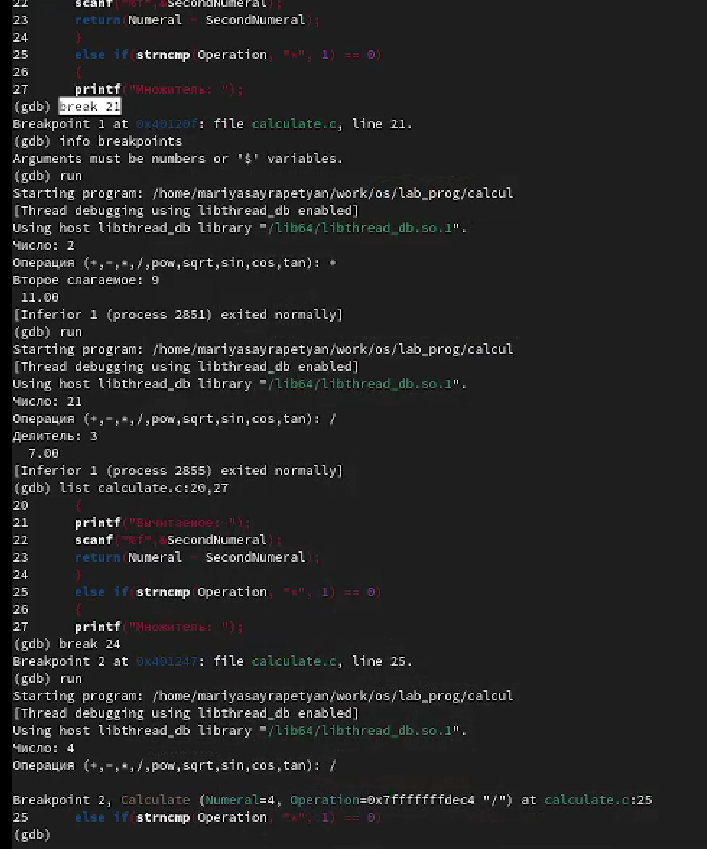 22 scanf("%f",&SecondNumeral);
23 return(Numeral - SecondNumeral);
24 }
25 else if(strncmp(Operation, "*", 1) == 0)
26 {
27 printf("Множитель: ");
(gdb) break 21
Breakpoint 1 at 0x40120f: file calculate.c, line 21.
(gdb) info breakpoints
Arguments must be numbers or '$' variables.
(gdb) run
Starting program: /home/mariyasayrapetyan/work/os/lab_prog/calcul
[Thread debugging using libthread_db enabled]
Using host libthread_db library "/lib64/libthread_db.so.1".
Число: 2
Операция (+,-,*,/,pow,sqrt,sin,cos,tan): +
Второе слагаемое: 9
11.00
[Inferior 1 (process 2851) exited normally]
(gdb) run
Starting program: /home/mariyasayrapetyan/work/os/lab_prog/calcul
[Thread debugging using libthread_db enabled]
Using host libthread_db library "/lib64/libthread_db.so.1".
Число: 21
Операция (+,-,*,/,pow,sqrt,sin,cos,tan): /
Делитель: 3
7.00
[Inferior 1 (process 2855) exited normally]
(gdb) list calculate.c:20,27
20 {
21 printf("Вычитаемое: ");
22 scanf("%f",&SecondNumeral);
23 return(Numeral - SecondNumeral);
24 }
25 else if(strncmp(Operation, "*", 1) == 0)
26 {
27 printf("Множитель: ");
(gdb) break 24
Breakpoint 2 at 0x401247: file calculate.c, line 25.
(gdb) run
Starting program: /home/mariyasayrapetyan/work/os/lab_prog/calcul
[Thread debugging using libthread_db enabled]
Using host libthread_db library "/lib64/libthread_db.so.1".
Число: 4
Операция (+,-,*,/,pow,sqrt,sin,cos,tan): /
Breakpoint 2, Calculate (Numeral=4, Operation=0x7fffffffdec4 "/") at calculate.c:25
25 else if(strncmp(Operation, "*", 1) == 0)
(gdb)